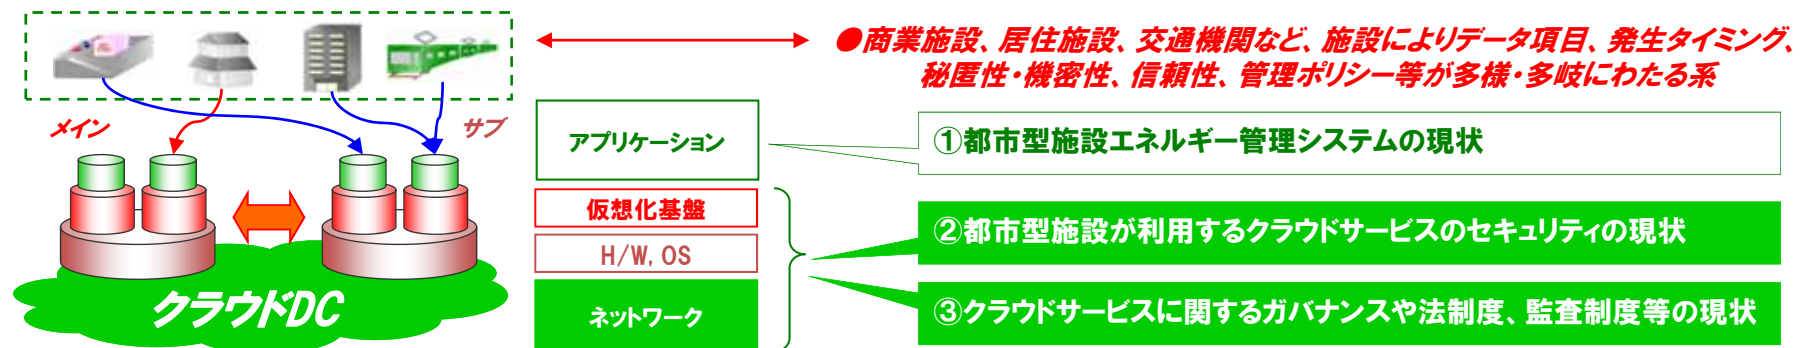 ●商業施設、居住施設、交通機関など、施設によりデータ項目、発生タイミング、
秘匿性・機密性、信頼性、管理ポリシー等が多様・多岐にわたる系
メイン
サブ
クラウドDC
アプリケーション
仮想化基盤
H/W, OS
ネットワーク
①都市型施設エネルギー管理システムの現状
②都市型施設が利用するクラウドサービスのセキュリティの現状
③クラウドサービスに関するガバナンスや法制度、監査制度等の現状